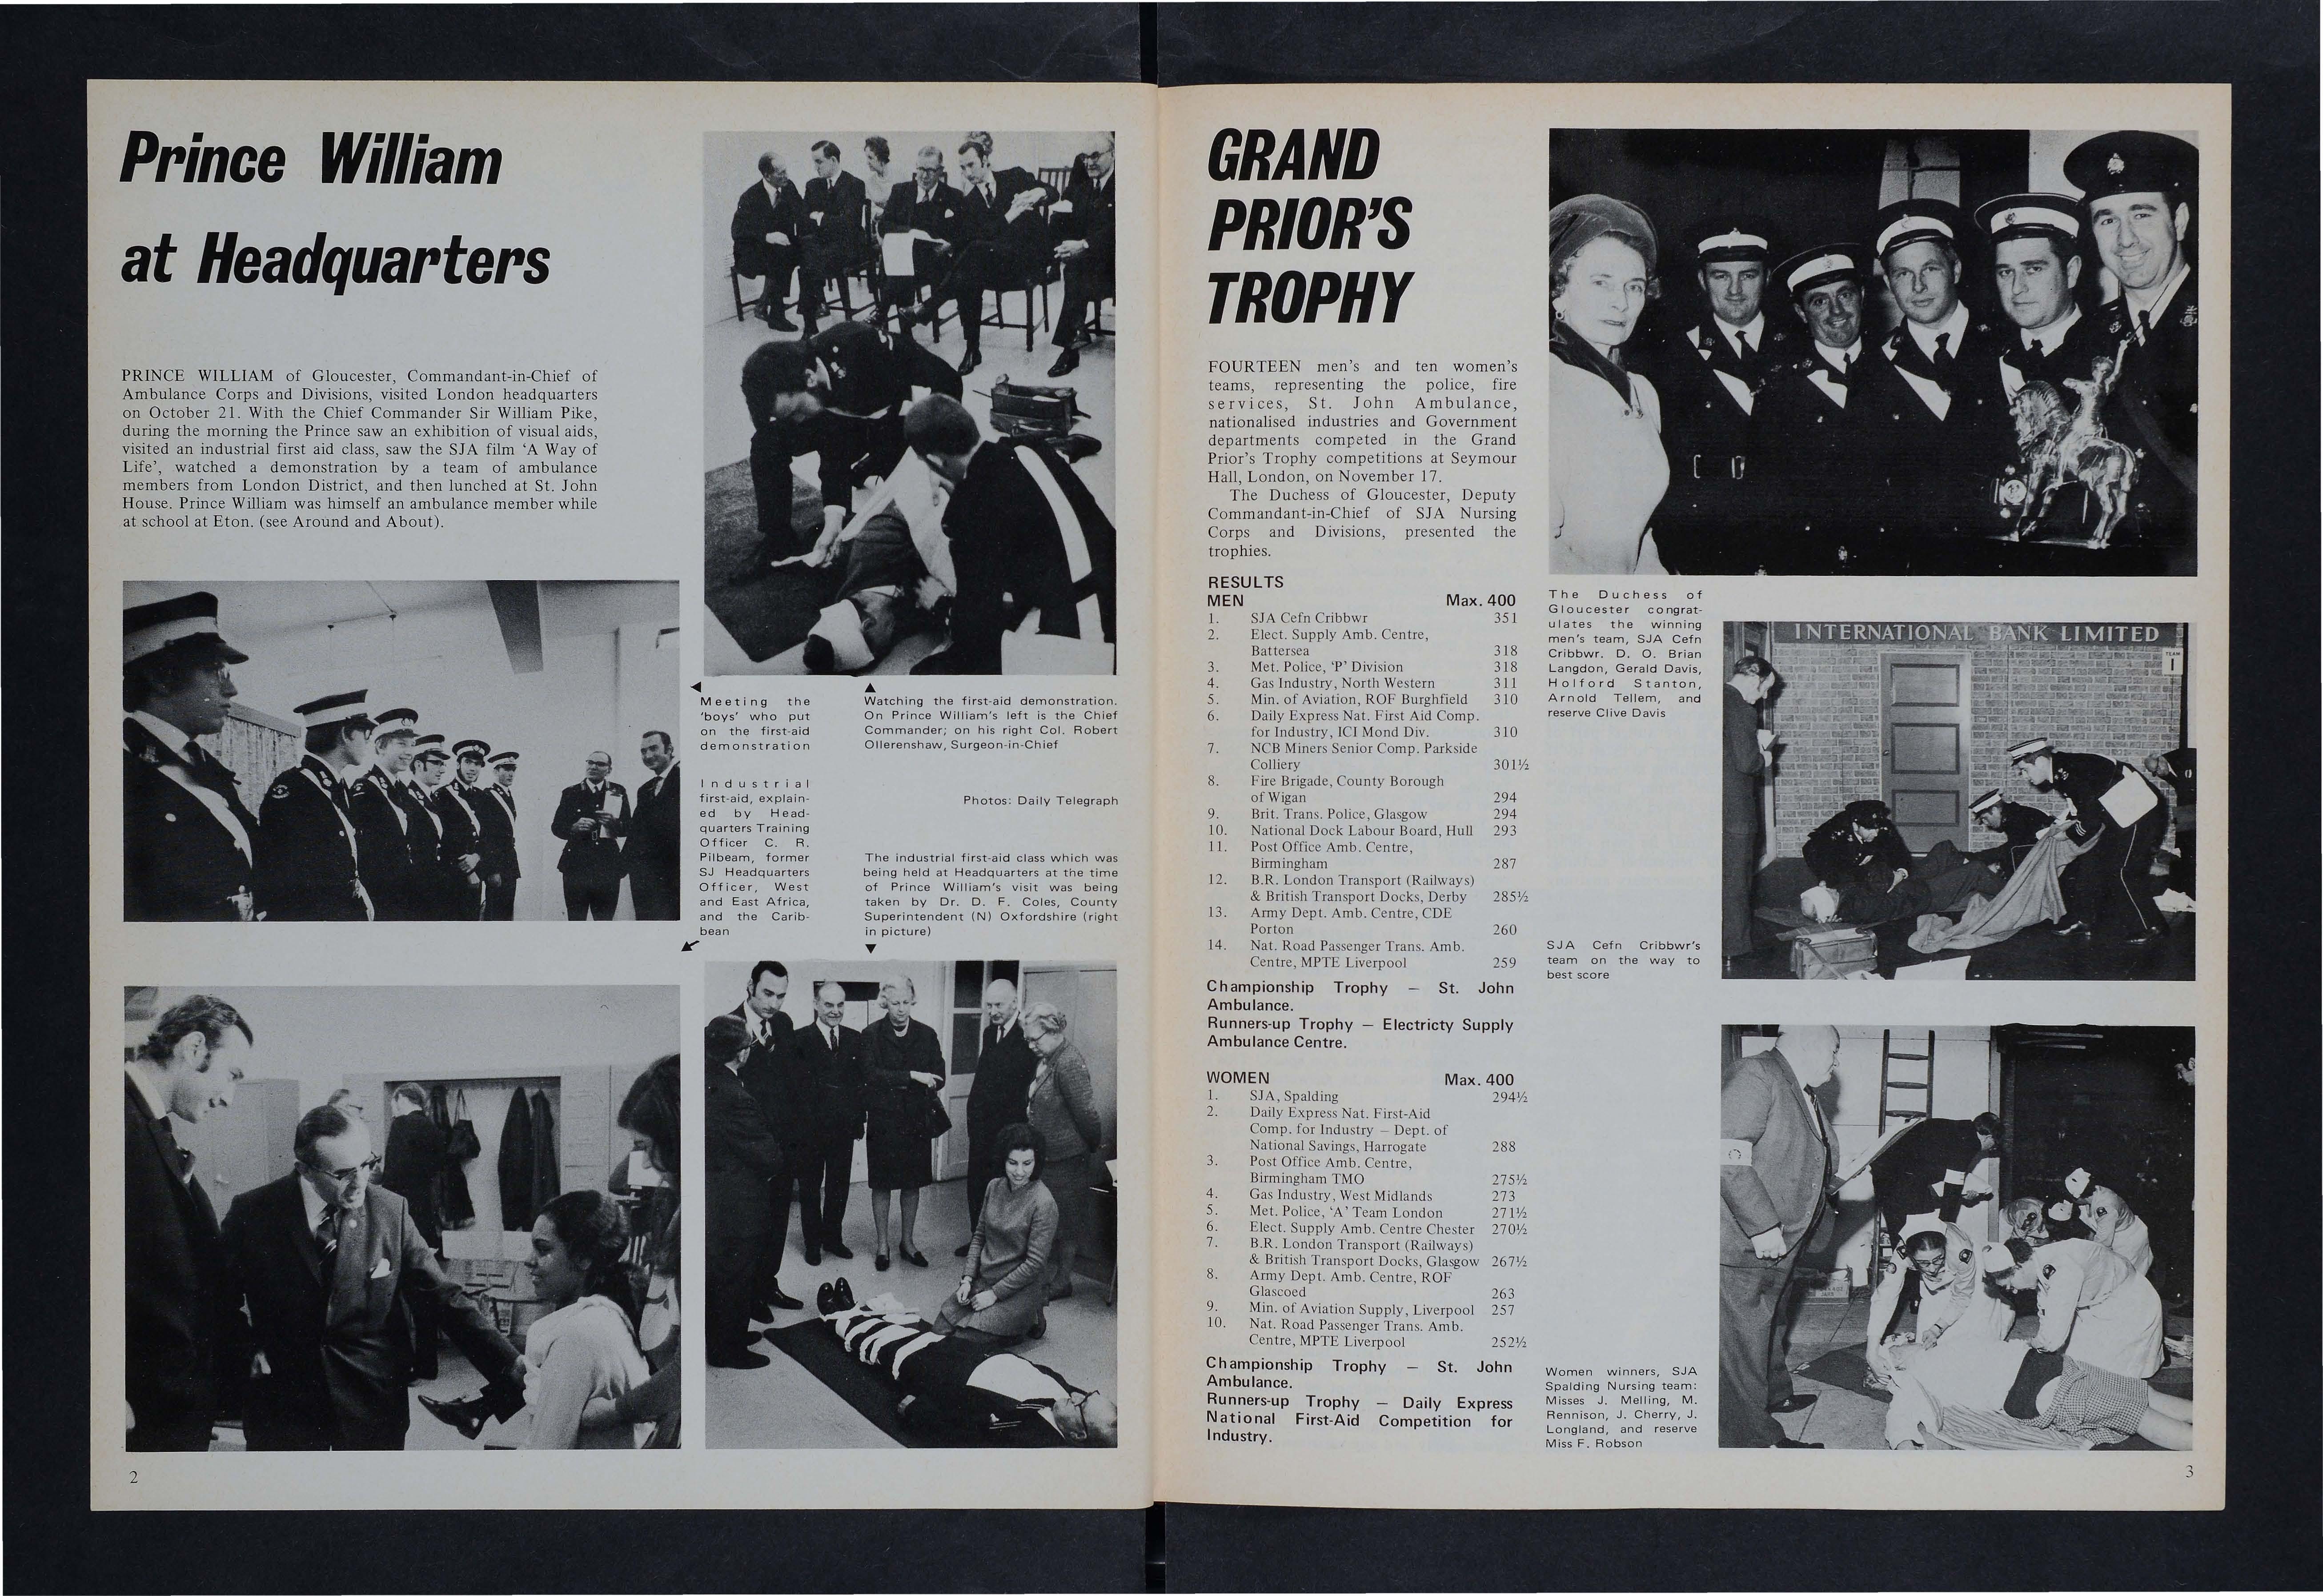 Prince William
at Headquarters
PRINCE WILLIAM of Gloucester, Commandant-in-Chief of
Ambulance Corps and Divisions, visited London headquarters
on October 21. With the Chief Commander Sir William Pike,
during the morning the Prince saw an exhibition of visual aids,
visited an industrial first aid class, saw the SJA film ‘A Way of
Life’, watched a demonstration by a team of ambulance
members from London District, and then lunched at St. John
House. Prince William was himself an ambulance member while
at school at Eton. (see Around and About).
Meeting the
‘boys’ who put
on the first-aid
demonstration
Industrial
first-aid, explain-
ed by Head-
quarters Training
Officer C. R.
Pilbeam, former
SJ Headquarters
Officer, West
and East Africa,
and the Carib-
bean
Watching the first-aid demonstration.
On Prince William’s left is the Chief
Commander; on his right Col. Robert
Ollerenshaw, Surgeon-in-Chief
Photos: Daily Telegraph
The industrial first-aid class which was
being held at Headquarters at the time
of Prince William’s visit was being
taken by Dr. D. F. Coles, County
Superintendent (N) Oxfordshire (right
in picture)
2
GRAND
PRIOR’S
TROPHY
FOURTEEN men’s and ten women’s
teams, representing the police, fire
services, St. John Ambulance,
nationalised industries and Government
departments competed in the Grand
Prior’s Trophy competitions at Seymour
Hall, London, on November 17.
The Duchess of Gloucester, Deputy
Commandant-in-Chief of SJA Nursing
Corps and Divisions, presented the
trophies.
RESULTS
MEN Max. 400
1. SJA Cefn Cribbwr 351
2. Elect. Supply Amb. Centre,
Battersea 318
3. Met. Police, ‘P’ Division 318
4. Gas Industry, North Western 311
5. Min. of Aviation, ROF Burghfield 310
6. Daily Express Nat. First Aid Comp.
for Industry, ICI Mond Div. 310
7. NCB Miners Senior Comp. Parkside
Colliery 301½
8. Fire Brigade, County Borough
of Wigan 294
9. Brit. Trans. Police, Glasgow 294
10. National Dock Labour Board, Hull 293
11. Post Office Amb. Centre,
Birmingham 287
12. B.R. London Transport (Railways)
& British Transport Docks, Derby 285½
13. Army Dept. Amb. Centre, CDE
Porton 260
14. Nat. Road Passenger Trans. Amb.
Centre, MPTE Liverpool 259
Championship Trophy — St. John
Ambulance.
Runners-up Trophy — Electricty Supply
Ambulance Centre.
WOMEN Max. 400
1. SJA, Spalding 294½
2. Daily Express Nat. First-Aid
Comp. for Industry – Dept. of
National Savings, Harrogate 288
3. Post Office Amb. Centre,
Birmingham TMO 275½
4. Gas Industry, West Midlands 273
5. Met. Police, ‘A’ Team London 271½
6. Elect. Supply Amb. Centre Chester 270½
7. B.R. London Transport (Railways)
& British Transport Docks, Glasgow 267½
8. Army Dept. Amb. Centre, ROF
Glascoed 263
9. Min. of Aviation Supply, Liverpool 257
10. Nat. Road Passenger Trans. Amb.
Centre, MPTE Liverpool 252½
Championship Trophy — St. John
Ambulance.
Runners-up Trophy — Daily Express
National First-Aid Competition for
Industry.
The Duchess of
Gloucester congrat-
ulates the winning
men’s team, SJA Cefn
Cribbwr. D. O. Brian
Langdon, Gerald Davis,
Holford Stanton,
Arnold Tellem, and
reserve Clive Davis
INTERNATIONAL BANK LIMITED
TEAM
1
SJA Cefn Cribbwr’s
team on the way to
best score
Women winners, SJA
Spalding Nursing team:
Misses J. Melling, M.
Rennison, J. Cherry, J.
Longland, and reserve
Miss F. Robson
3